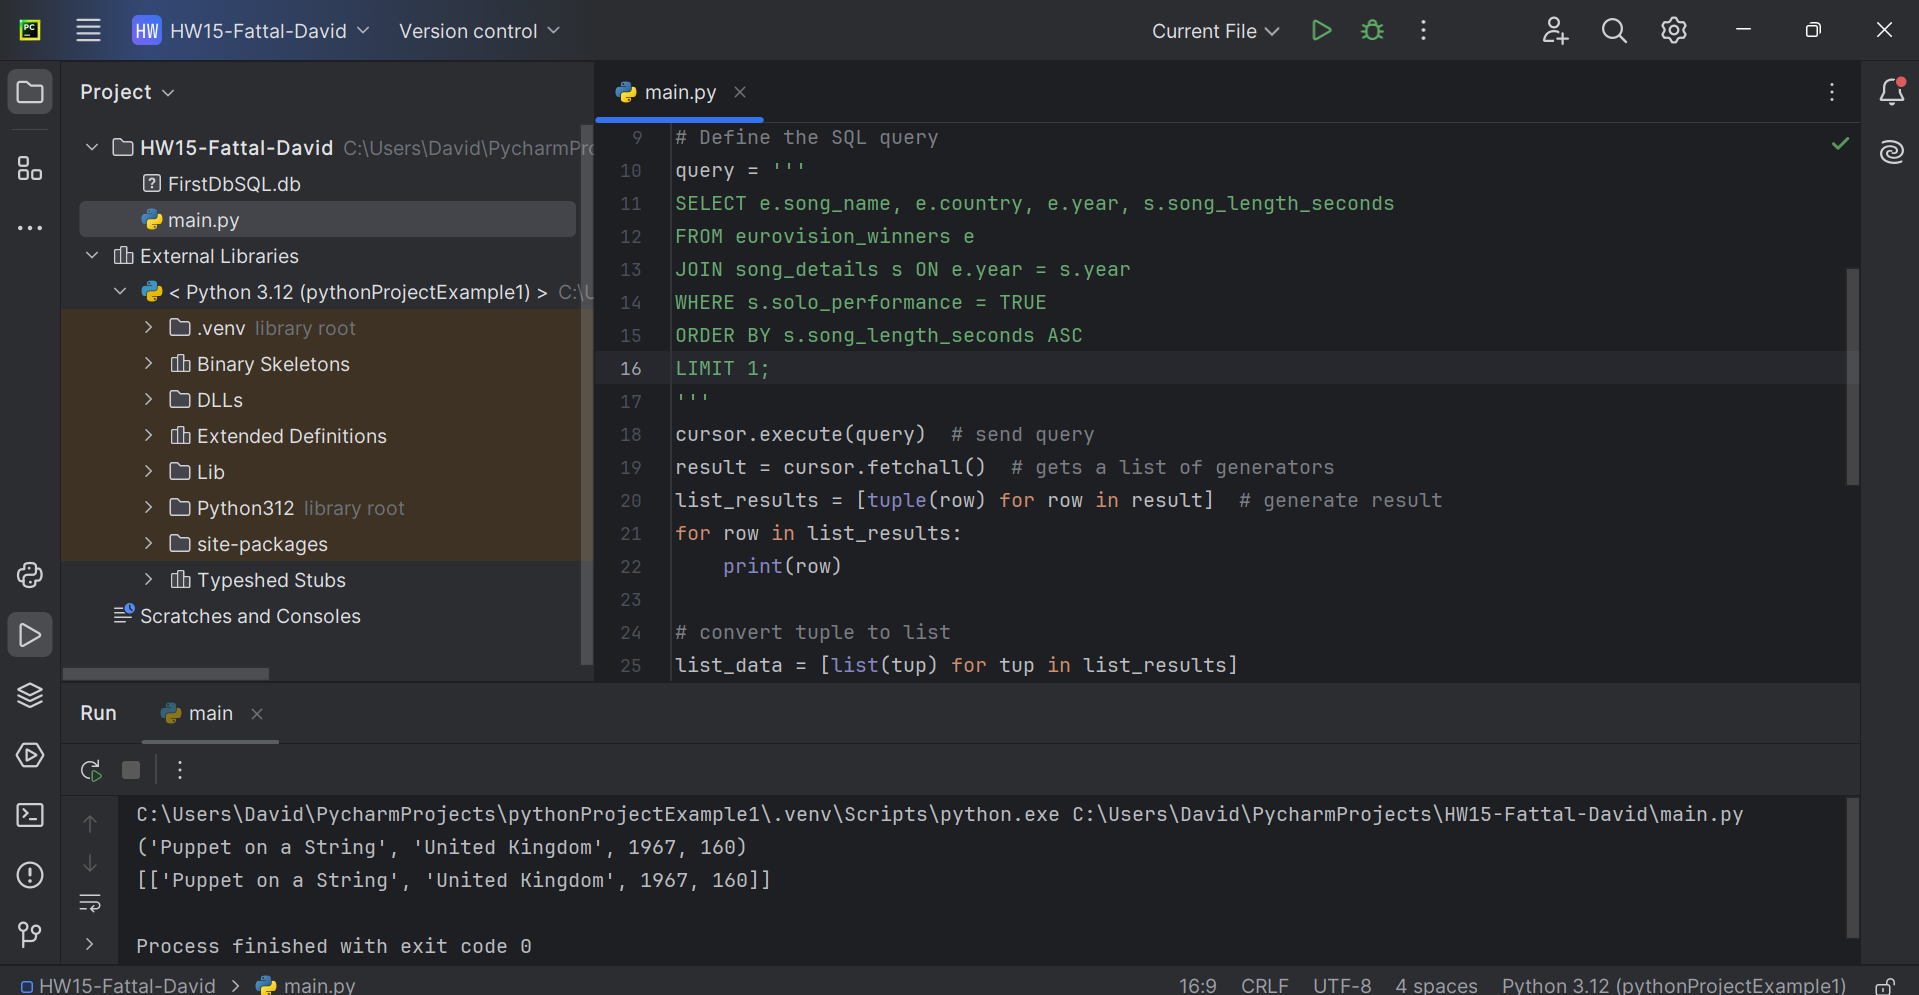 PC
HW HW15-Fattal-David Version control Current File
Project
HW15-Fattal-David C:\Users\David\PycharmPro
? FirstDbSQL.db
main.py
External Libraries
< Python 3.12 (pythonProjectExample1) > C:\U
.venv library root
Binary Skeletons
DLLs
Extended Definitions
Lib
Python312 library root
site-packages
Typeshed Stubs
Scratches and Consoles
main.py
9 # Define the SQL query
10 query = '''
11 SELECT e.song_name, e.country, e.year, s.song_length_seconds
12 FROM eurovision_winners e
13 JOIN song_details s ON e.year = s.year
14 WHERE s.solo_performance = TRUE
15 ORDER BY s.song_length_seconds ASC
16 LIMIT 1;
17 '''
18 cursor.execute(query)  # send query
19 result = cursor.fetchall()  # gets a list of generators
20 list_results = [tuple(row) for row in result]  # generate result
21 for row in list_results:
22     print(row)
23
24 # convert tuple to list
25 list_data = [list(tup) for tup in list_results]
Run main
C:\Users\David\PycharmProjects\pythonProjectExample1\.venv\Scripts\python.exe C:\Users\David\PycharmProjects\HW15-Fattal-David\main.py
('Puppet on a String', 'United Kingdom', 1967, 160)
[['Puppet on a String', 'United Kingdom', 1967, 160]]
Process finished with exit code 0
HW15-Fattal-David > main.py 16:9 CRLF UTF-8 4 spaces Python 3.12 (pythonProjectExample1)